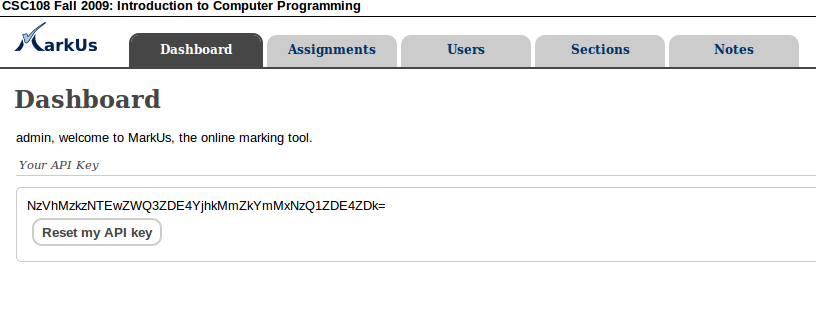 CSC108 Fall 2009: Introduction to Computer Programming
MarkUs
Dashboard
Assignments
Users
Sections
Notes
Dashboard
admin, welcome to MarkUs, the online marking tool.
Your API Key
NzVhMzkzNTEwZWQ3ZDE4YjhkMmZkYmMxNzQ1ZDE4ZDk=
Reset my API key